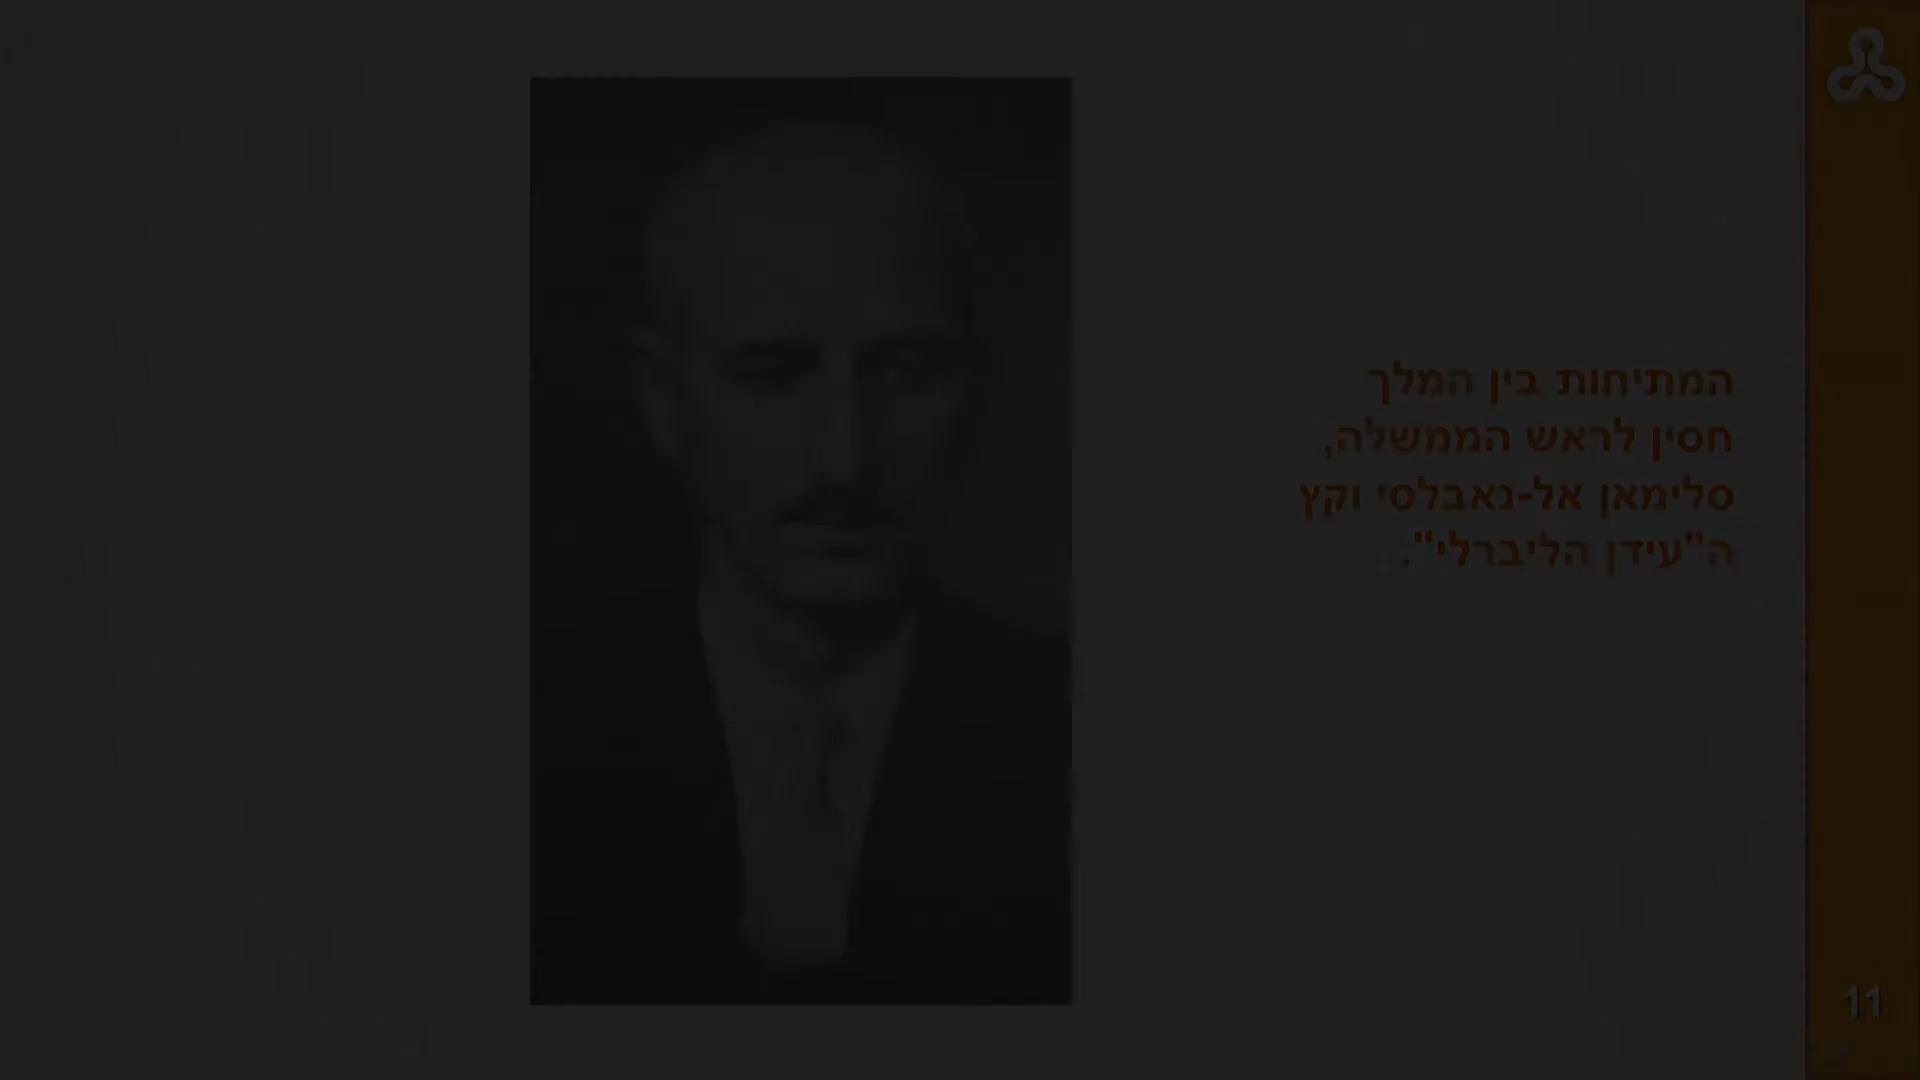 המתיחות בין המלך
חסין לראש הממשלה,
סלימאן אל-נאבלסי וקץ
ה"עידן הליברלי".
11